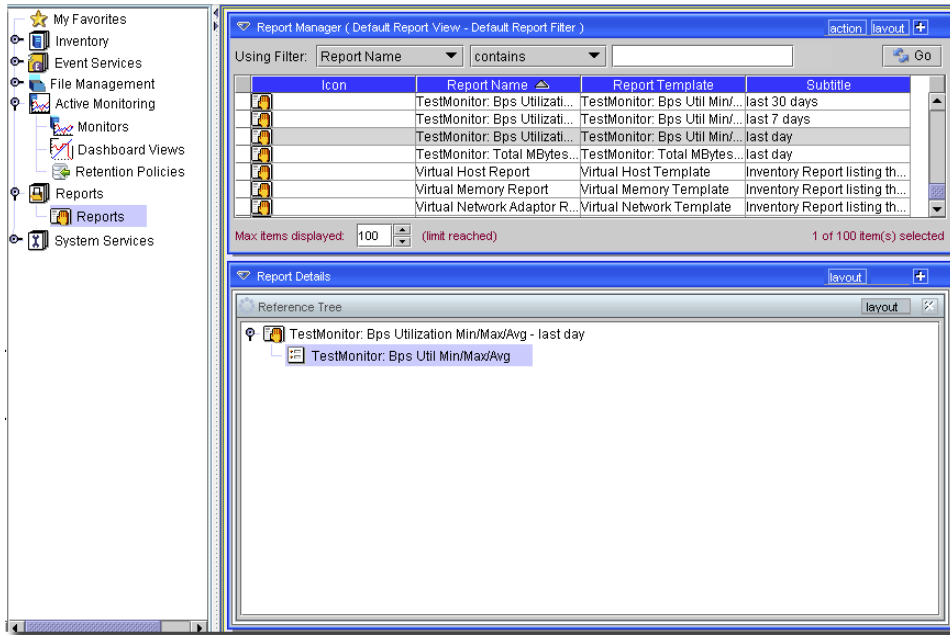 My Favorites
Inventory
Event Services
File Management
Active Monitoring
Monitors
Dashboard Views
Retention Policies
Reports
Reports
System Services
Report Manager ( Default Report View - Default Report Filter )
action layout
Using Filter: Report Name contains Go
Icon Report Name Report Template Subtitle
TestMonitor: Bps Utilizati... TestMonitor: Bps Util Min/... last 30 days
TestMonitor: Bps Utilizati... TestMonitor: Bps Util Min/... last 7 days
TestMonitor: Bps Utilizati... TestMonitor: Bps Util Min/... last day
TestMonitor: Total MBytes... TestMonitor: Total MBytes... last day
Virtual Host Report Virtual Host Template Inventory Report listing th...
Virtual Memory Report Virtual Memory Template Inventory Report listing th...
Virtual Network Adaptor R... Virtual Network Template Inventory Report listing th...
Max items displayed: 100 (limit reached) 1 of 100 item(s) selected
Report Details layout
Reference Tree layout
TestMonitor: Bps Utilization Min/Max/Avg - last day
TestMonitor: Bps Util Min/Max/Avg